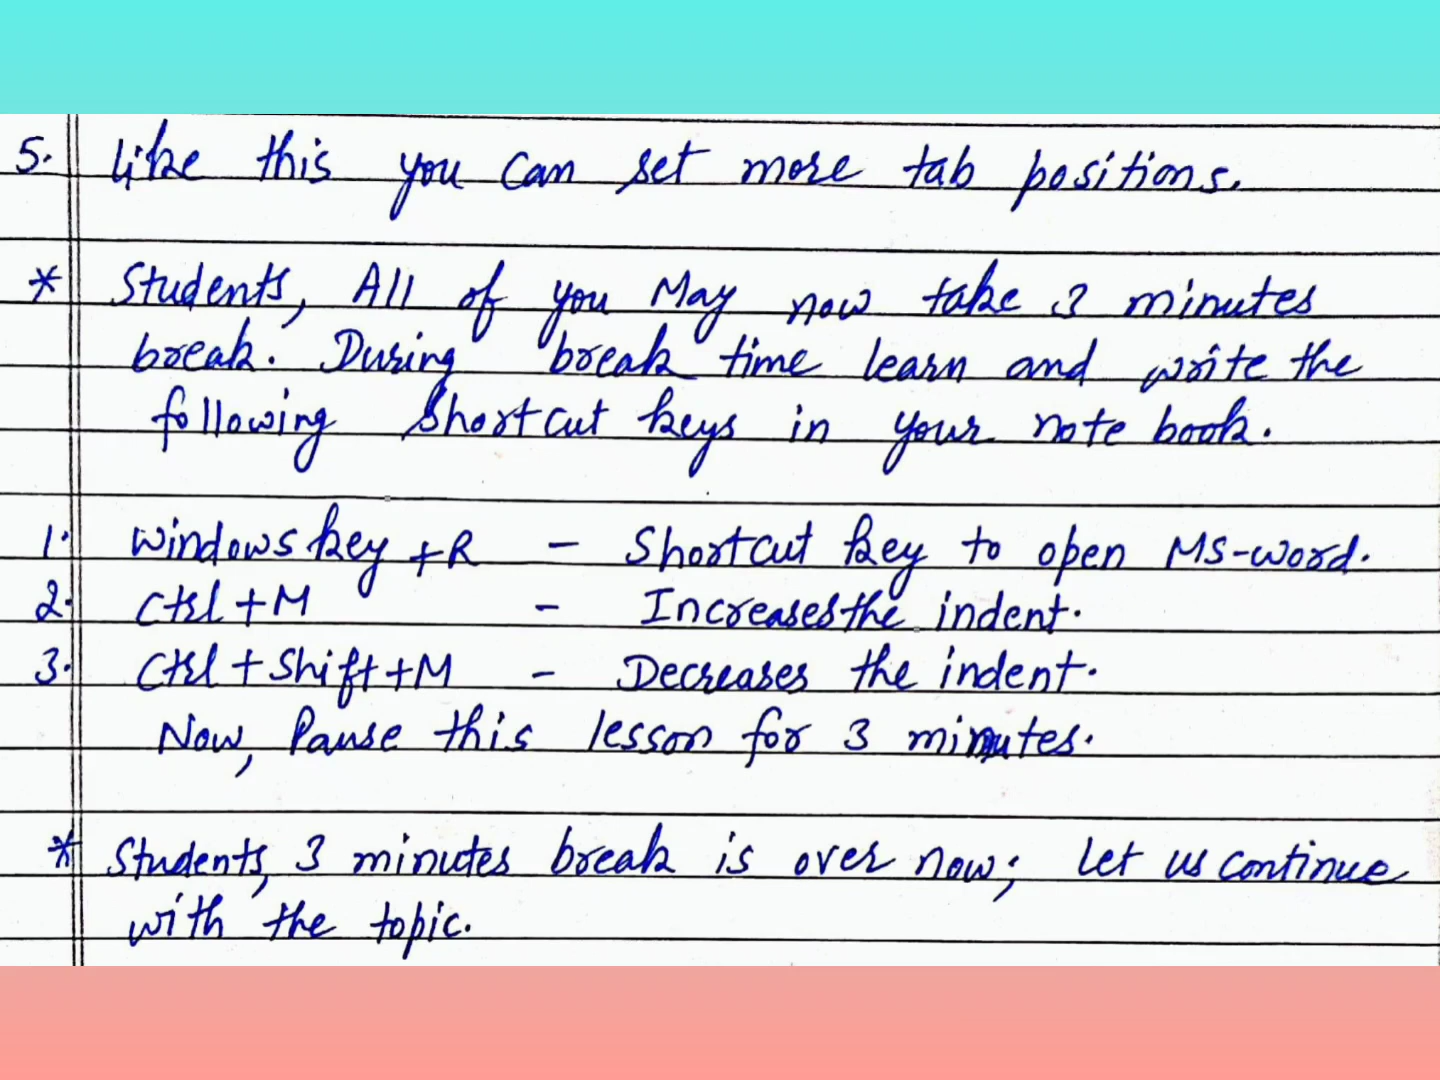 5. Like this you can set more tab positions.
* Students, All of you May now take 3 minutes
break. During break time learn and write the
following shortcut keys in your note book.
1. Windows key + R - Shortcut key to open MS-word.
2. Ctrl + M - Increases the indent.
3. Ctrl + Shift + M - Decreases the indent.
Now, Pause this lesson for 3 minutes.
* Students, 3 minutes break is over now; Let us continue
with the topic.